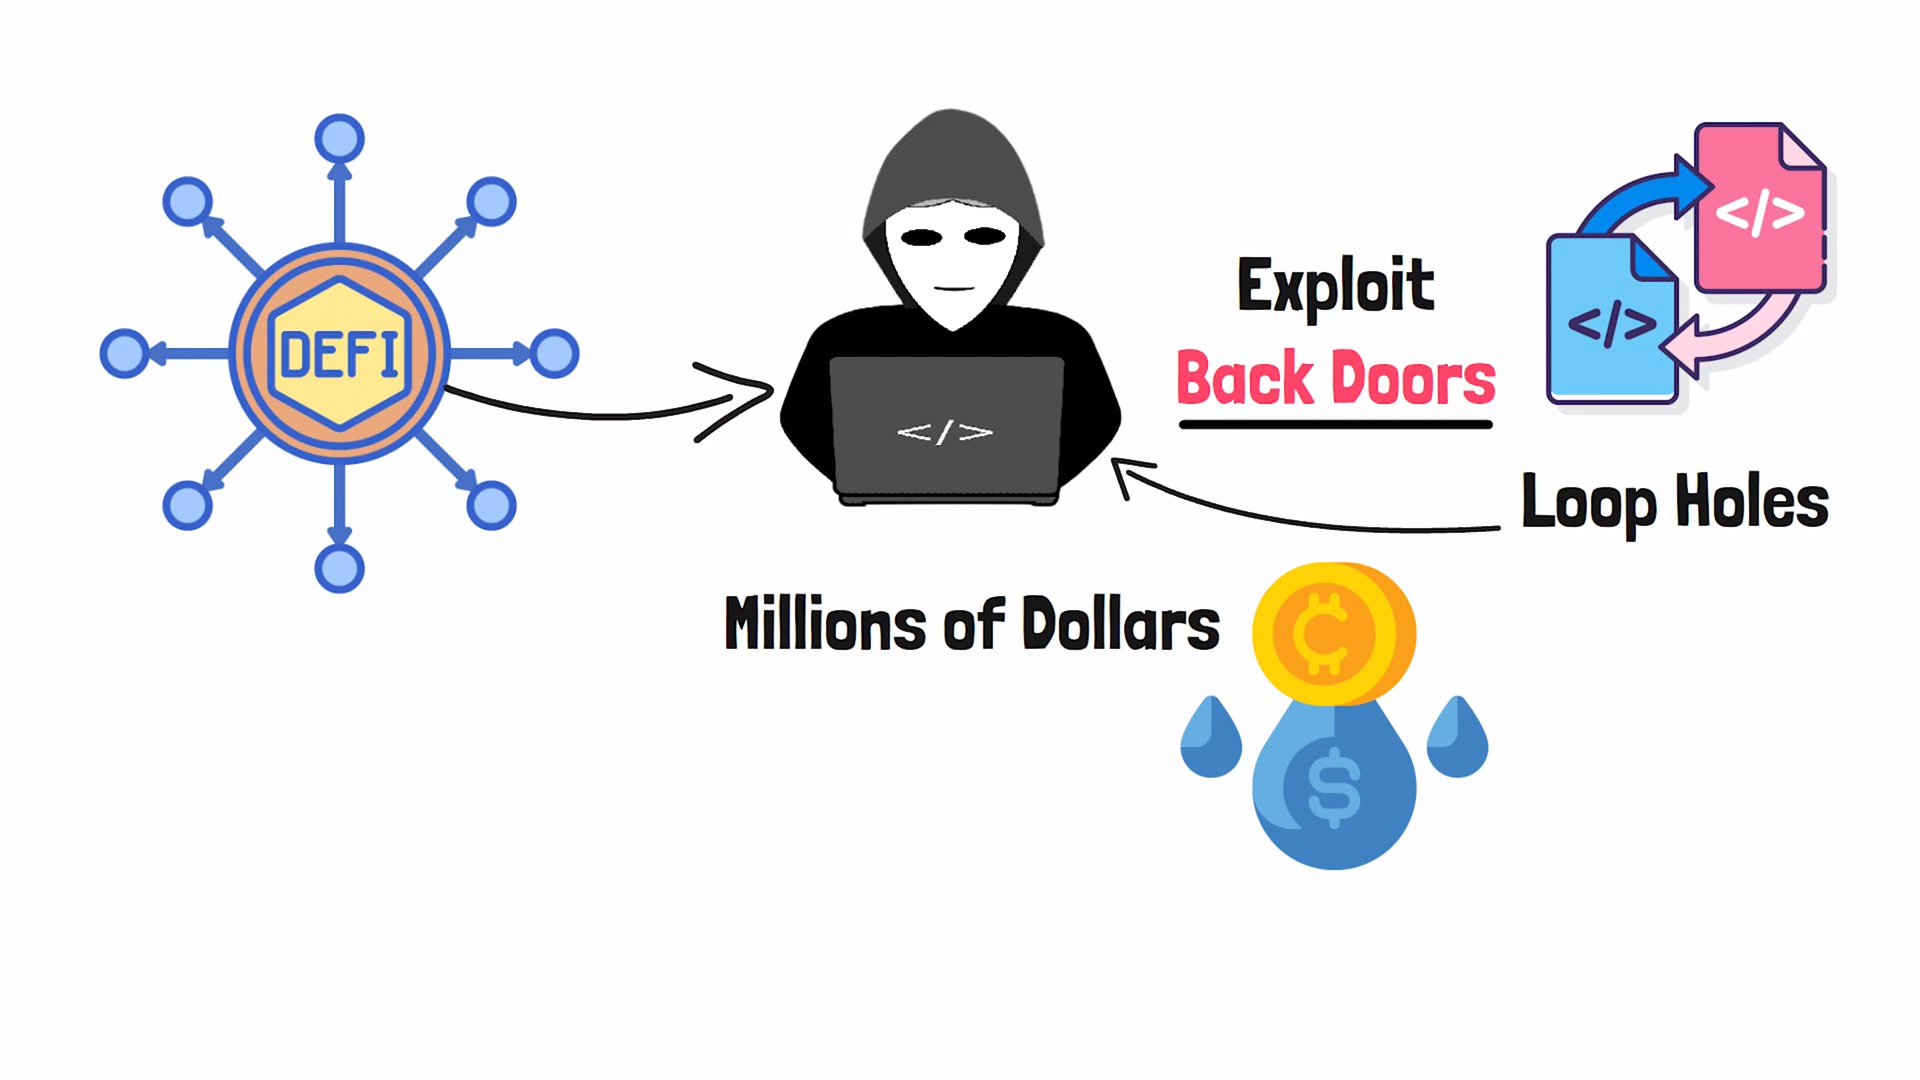 DEFI
</>
Exploit
Back Doors
</>
</>
Loop Holes
Millions of Dollars
$